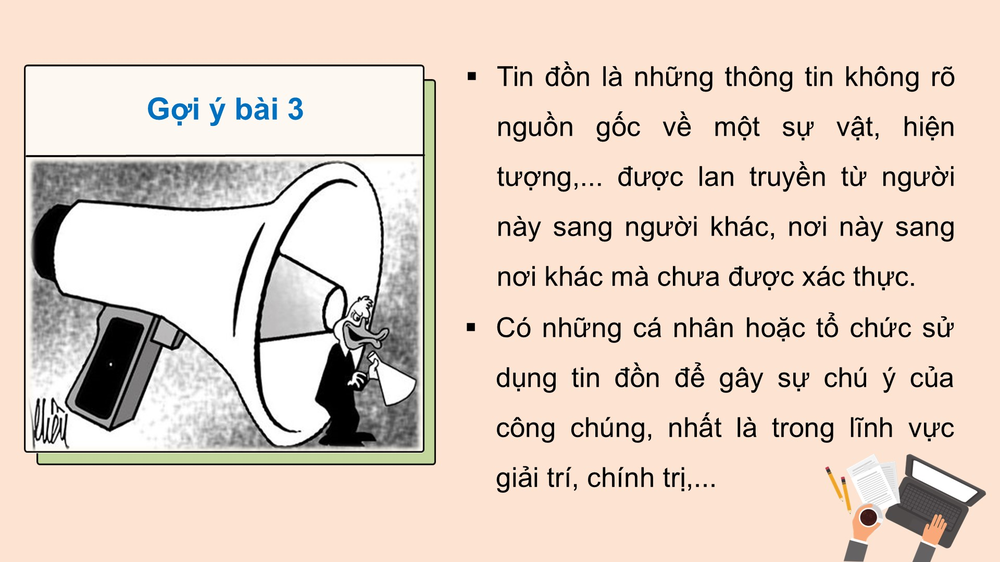 Gợi ý bài 3
▪ Tin đồn là những thông tin không rõ
nguồn gốc về một sự vật, hiện
tượng,... được lan truyền từ người
này sang người khác, nơi này sang
nơi khác mà chưa được xác thực.
▪ Có những cá nhân hoặc tổ chức sử
dụng tin đồn để gây sự chú ý của
công chúng, nhất là trong lĩnh vực
giải trí, chính trị,...